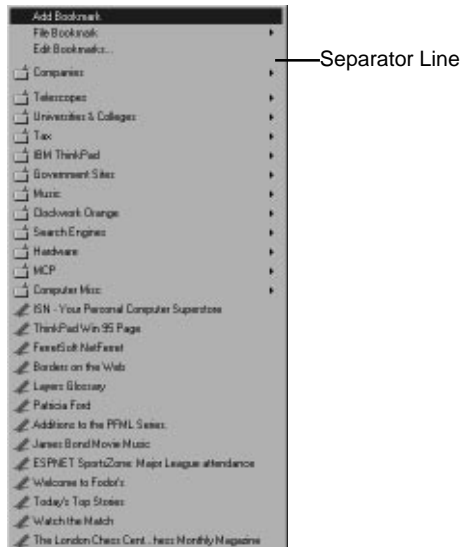 Add Bookmark
File Bookmark
Edit Bookmarks...
Separator Line
Companies
Telescopes
Universities & Colleges
Tax
IBM ThinkPad
Government Sites
Music
Clockwork Orange
Search Engines
Hardware
MCP
Computer Misc
ISN - Your Personal Computer Superstore
ThinkPad Win 95 Page
FerretSoft NetFerret
Borders on the Web
Layers Glossary
Patricia Ford
Additions to the PFML Series.
James Bond Movie Music
ESPNET SportsZone: Major League attendance
Welcome to Fodor's
Today's Top Stories
Watch the Match
The London Chess Cent...hess Monthly Magazine